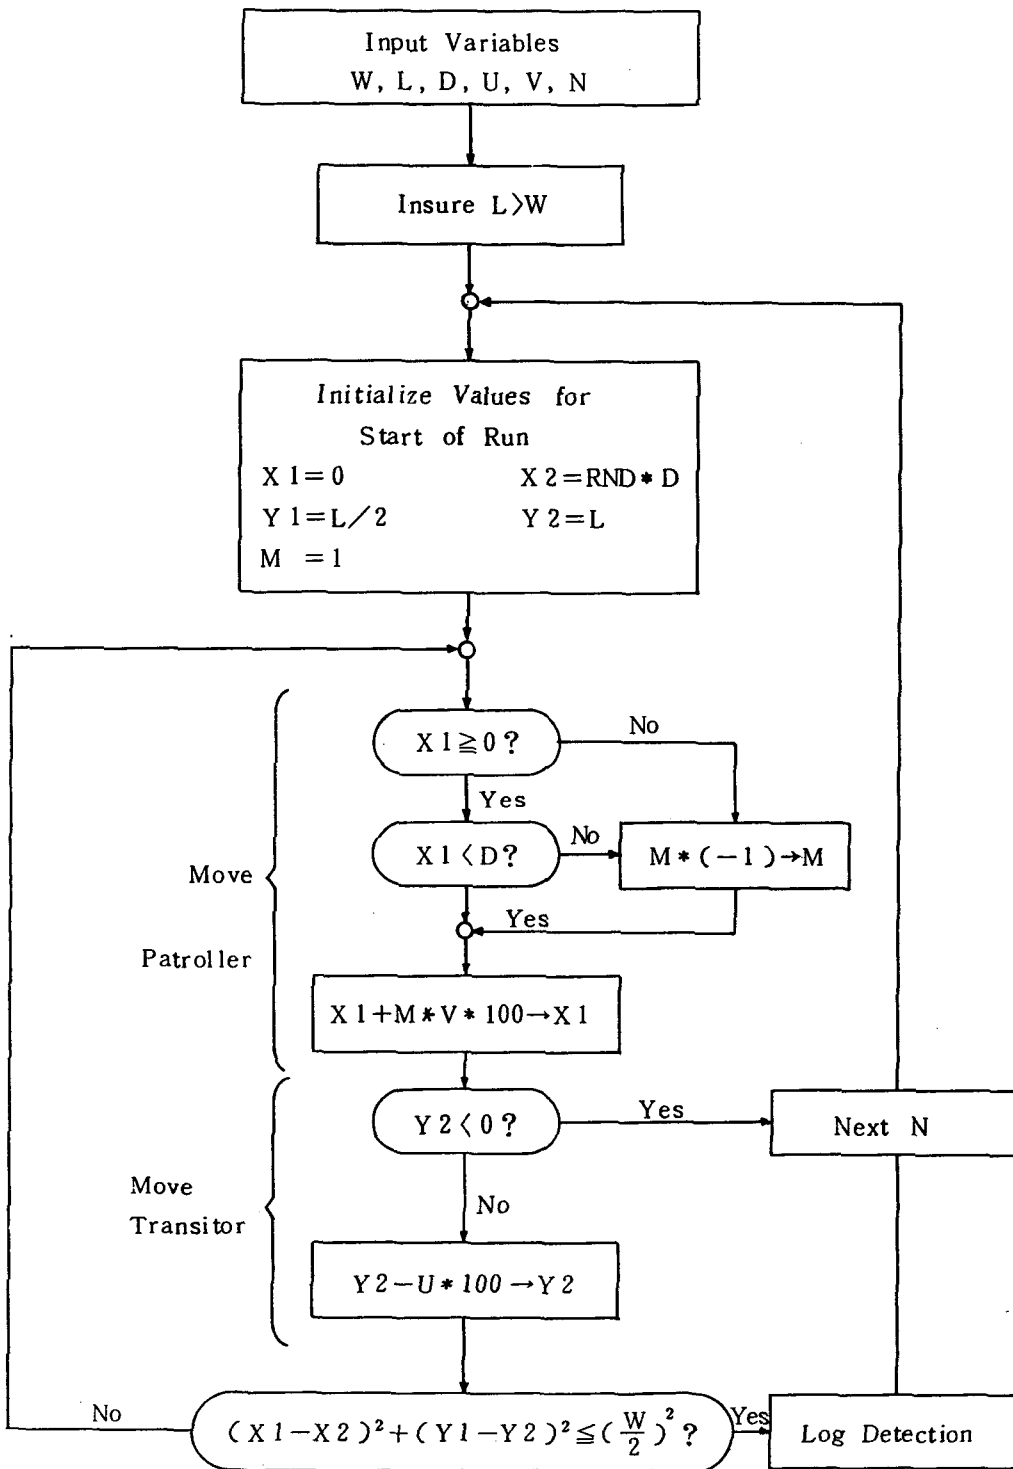 Input Variables
W, L, D, U, V, N
Insure L>W
Initialize Values for
Start of Run
X1=0 X2=RND*D
Y1=L/2 Y2=L
M =1
X1≧0?
No
Yes
X1<D?
No
M*(-1)→M
Yes
Move
Patroller
X1+M*V*100→X1
Y2<0?
Yes
Next N
No
Move
Transitor
Y2-U*100→Y2
No
(X1-X2)²+(Y1-Y2)²≦(W/2)²?
Yes
Log Detection